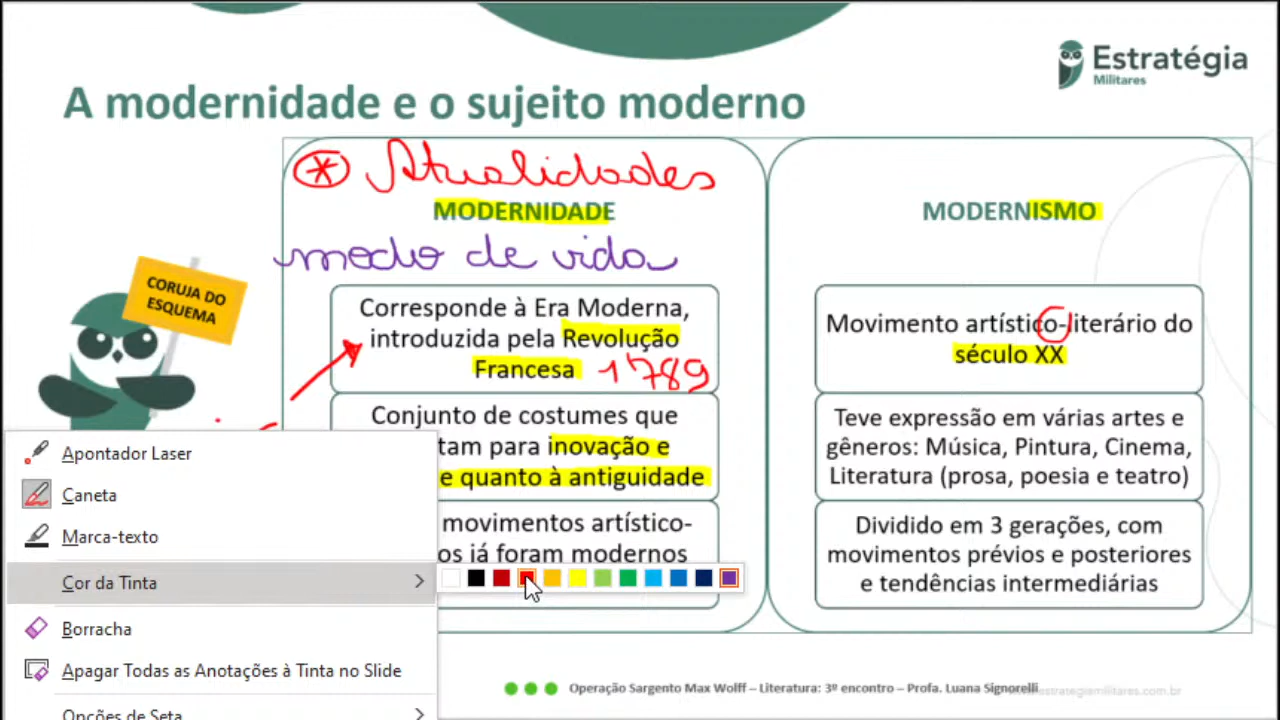 Estratégia
Militares
A modernidade e o sujeito moderno
* Atualidades
MODERNIDADE
modo de vida
CORUJA DO
ESQUEMA
Corresponde à Era Moderna,
introduzida pela Revolução
Francesa 1789
Conjunto de costumes que
tam para inovação e
e quanto à antiguidade
movimentos artístico-
os já foram modernos
MODERNISMO
Movimento artístico-literário do
século XX
Teve expressão em várias artes e
gêneros: Música, Pintura, Cinema,
Literatura (prosa, poesia e teatro)
Dividido em 3 gerações, com
movimentos prévios e posteriores
e tendências intermediárias
Apontador Laser
Caneta
Marca-texto
Cor da Tinta
Borracha
Apagar Todas as Anotações à Tinta no Slide
Opções de Seta
Operação Sargento Max Wolff – Literatura: 3º encontro – Profa. Luana Signorelli
estrategiamilitares.com.br